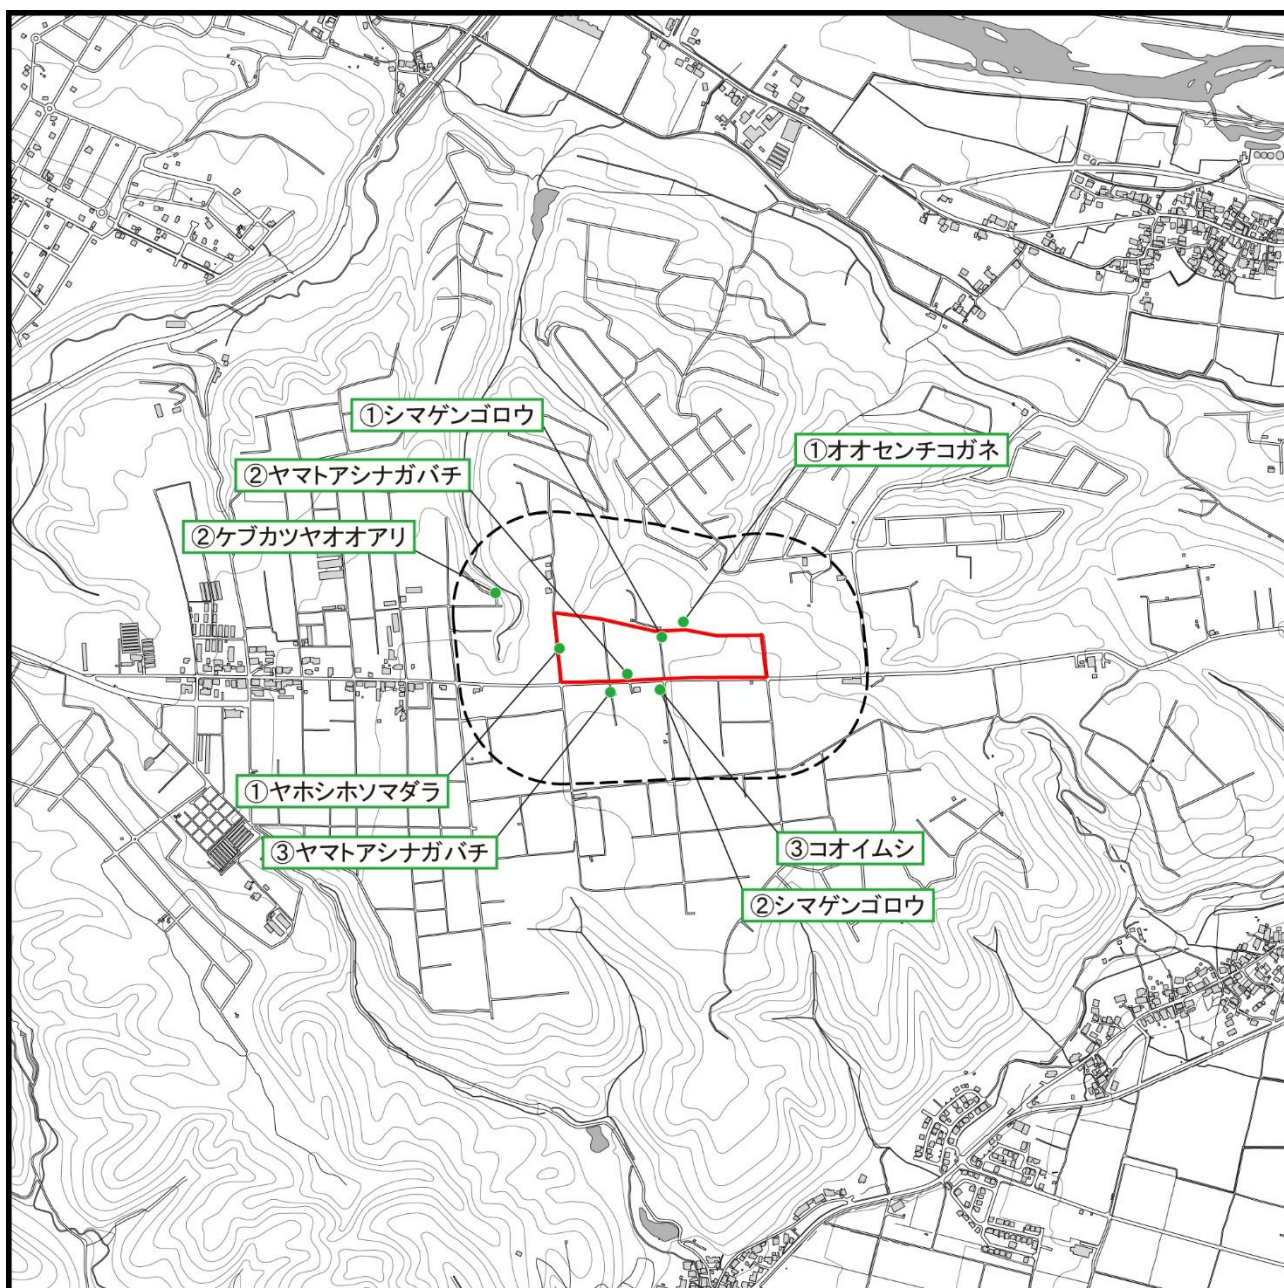 ①シマゲンゴロウ
①オオセンチコガネ
②ヤマトアシナガバチ
②ケブカツヤオオアリ
①ヤホシホソマダラ
③ヤマトアシナガバチ
③コオイムシ
②シマゲンゴロウ